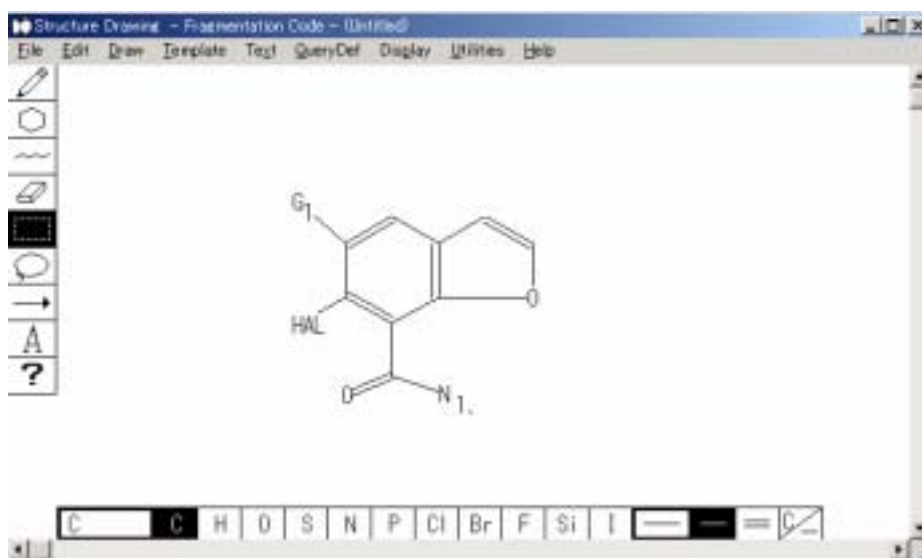 Structure Drawing - Fragmentation Code - (Untitled)
File Edit Draw Template Text QueryDef Display Utilities Help
G1
O
HAL
O
N 1.
A
?
C C H O S N P Cl Br F Si I C